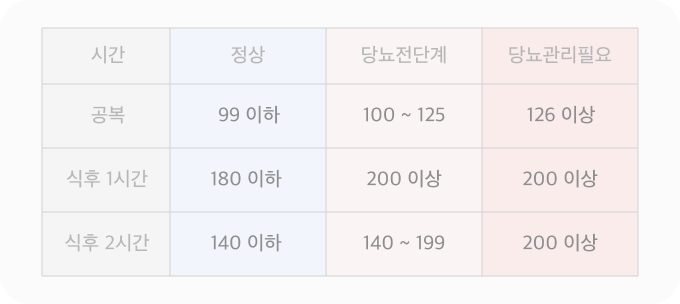 시간 정상 당뇨전단계 당뇨관리필요
공복 99 이하 100 ~ 125 126 이상
식후 1시간 180 이하 200 이상 200 이상
식후 2시간 140 이하 140 ~ 199 200 이상